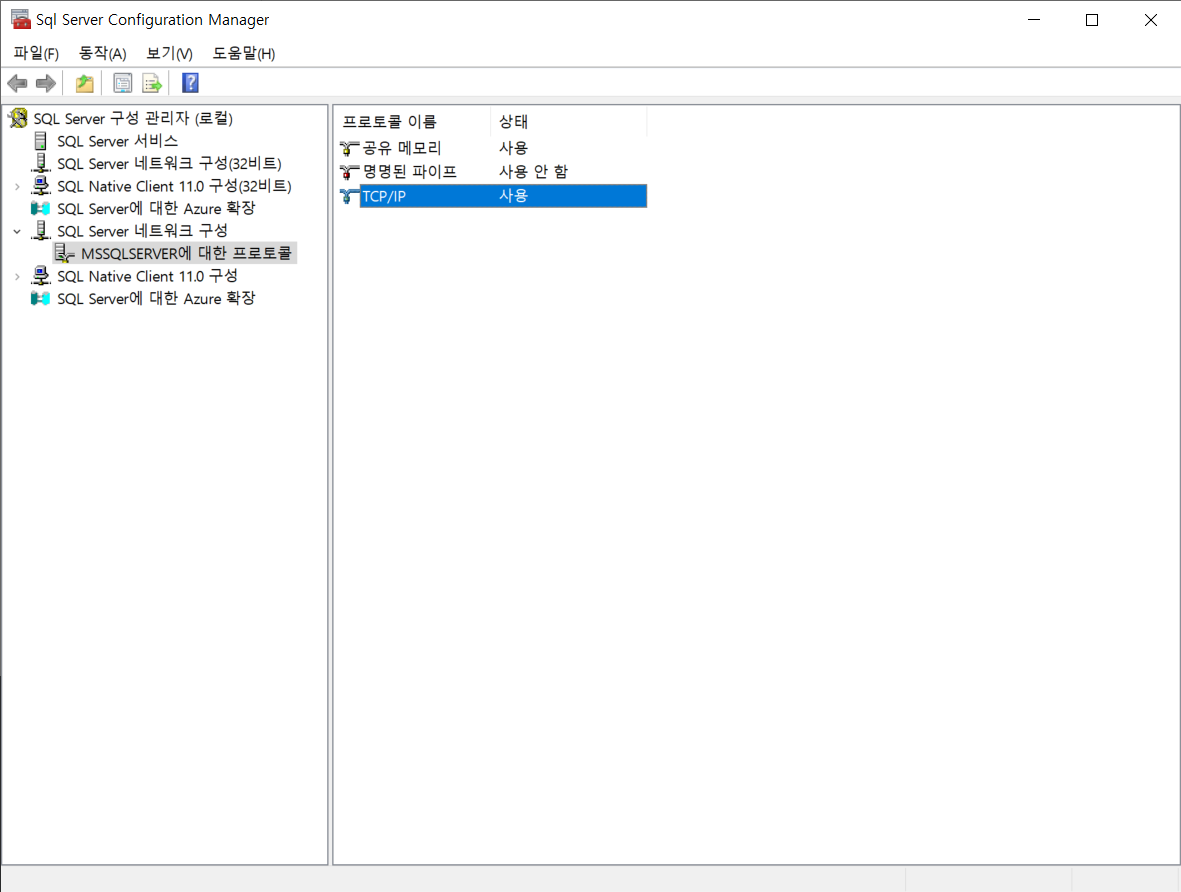 Sql Server Configuration Manager
파일(F) 동작(A) 보기(V) 도움말(H)
SQL Server 구성 관리자 (로컬)
SQL Server 서비스
SQL Server 네트워크 구성(32비트)
SQL Native Client 11.0 구성(32비트)
SQL Server에 대한 Azure 확장
SQL Server 네트워크 구성
MSSQLSERVER에 대한 프로토콜
SQL Native Client 11.0 구성
SQL Server에 대한 Azure 확장
프로토콜 이름 상태
공유 메모리 사용
명명된 파이프 사용 안 함
TCP/IP 사용